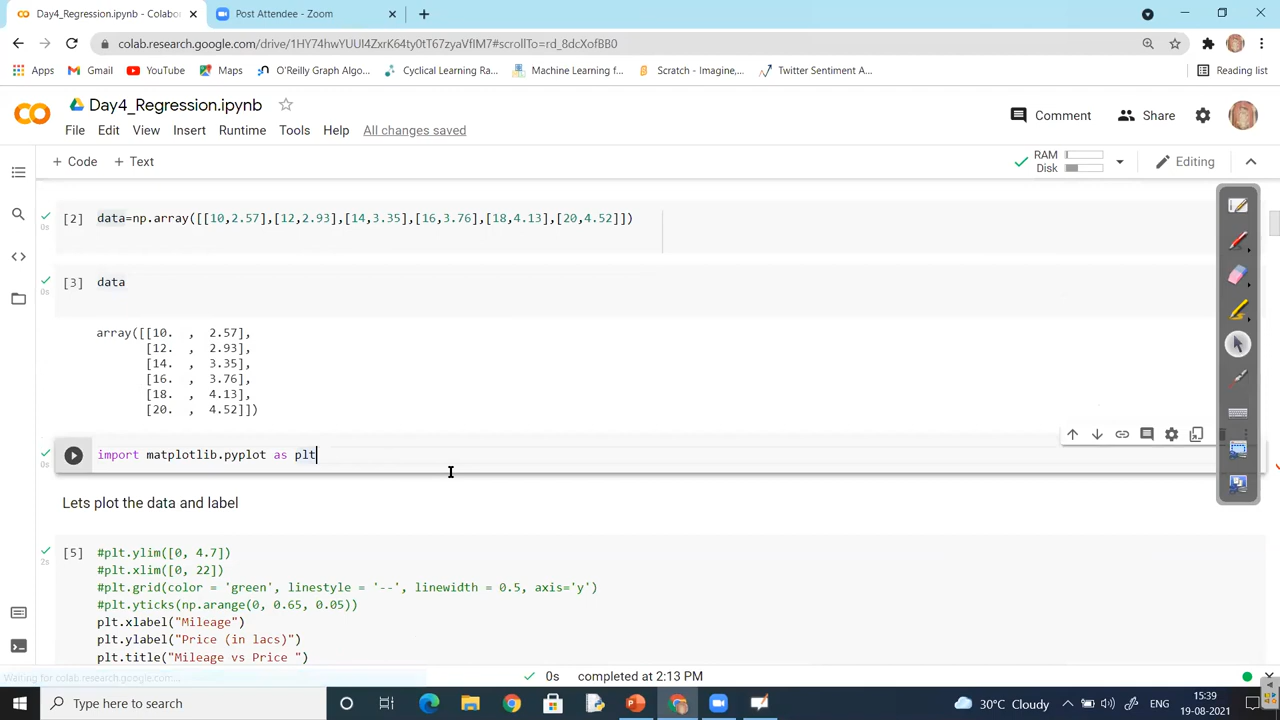 Day4_Regression.ipynb - Colabor
Post Attendee - Zoom
colab.research.google.com/drive/1HY74hwYUUl4ZxrK64ty0tT67zyaVflM7#scrollTo=rd_8dcXofBB0
Apps
Gmail
YouTube
Maps
O'Reilly Graph Algo...
Cyclical Learning Ra...
Machine Learning f...
Scratch - Imagine,...
Twitter Sentiment A...
Reading list
Day4_Regression.ipynb
Comment
Share
File Edit View Insert Runtime Tools Help All changes saved
+ Code + Text
RAM
Disk
Editing
[2] data=np.array([[10,2.57],[12,2.93],[14,3.35],[16,3.76],[18,4.13],[20,4.52]])
0s
[3] data
0s
array([[10. , 2.57],
[12. , 2.93],
[14. , 3.35],
[16. , 3.76],
[18. , 4.13],
[20. , 4.52]])
import matplotlib.pyplot as plt
0s
Lets plot the data and label
[5] #plt.ylim([0, 4.7])
2s
#plt.xlim([0, 22])
#plt.grid(color = 'green', linestyle = '--', linewidth = 0.5, axis='y')
#plt.yticks(np.arange(0, 0.65, 0.05))
plt.xlabel("Mileage")
plt.ylabel("Price (in lacs)")
plt.title("Mileage vs Price ")
Waiting for colab.research.google.com...
0s completed at 2:13 PM
Type here to search
30°C Cloudy
ENG
15:39
19-08-2021